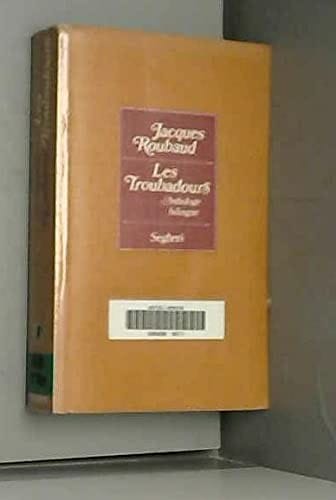 Jacques
Roubaud
Les
Troubadours
Anthologie
bilingue
Seghers